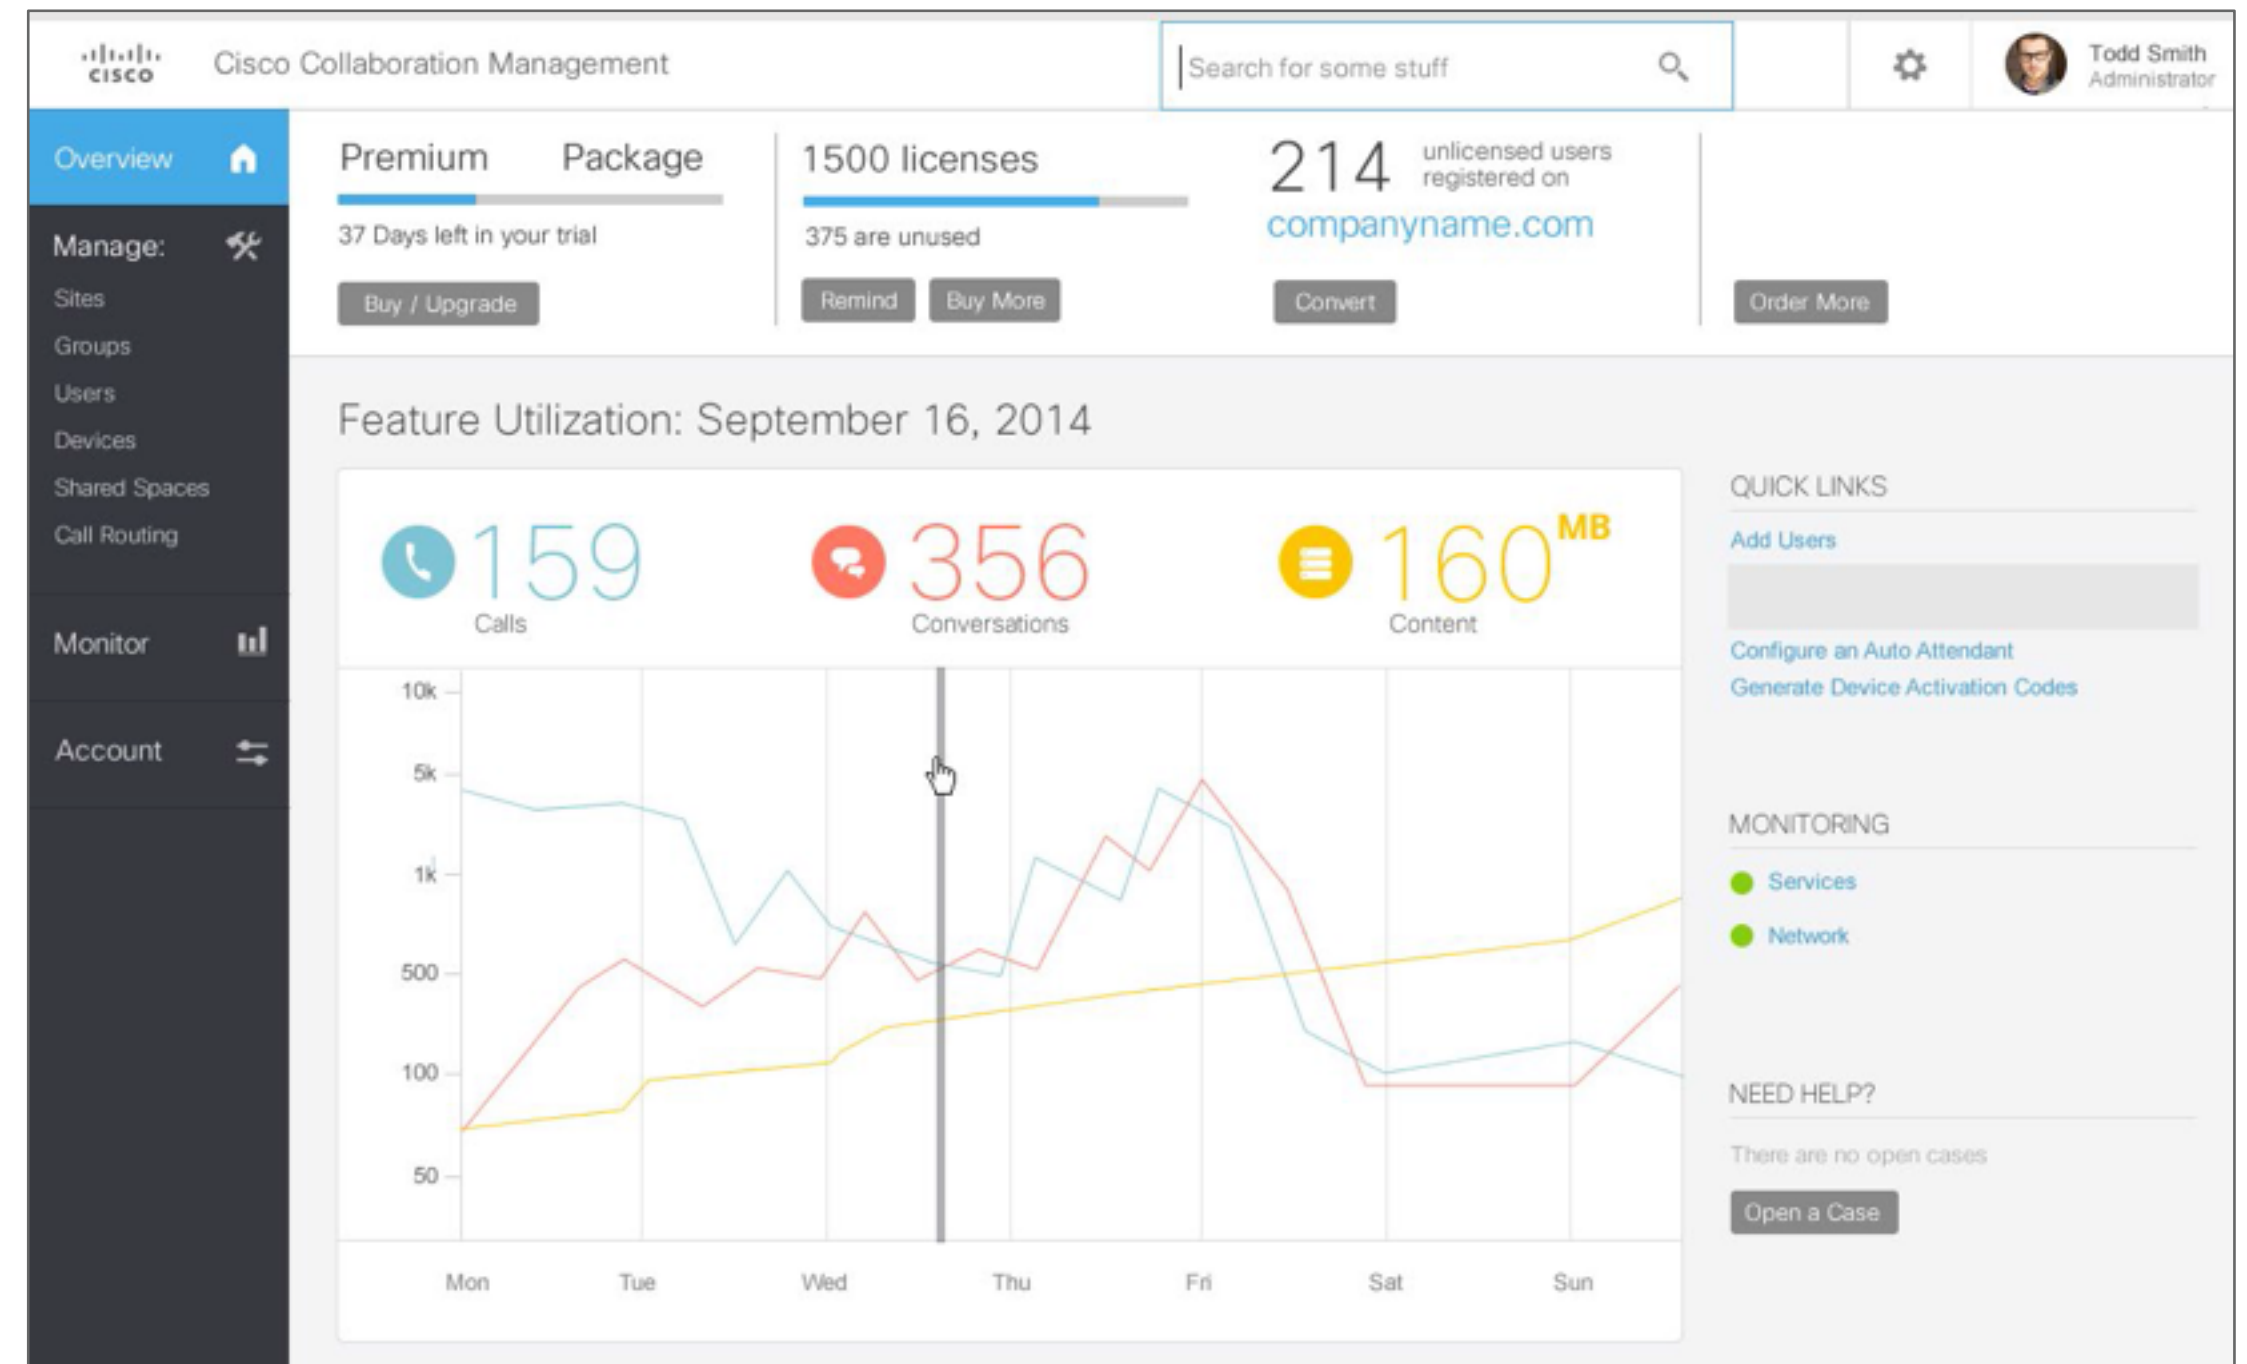 CISCO
Cisco Collaboration Management
Search for some stuff
Todd Smith
Administrator
Overview
Manage:
Sites
Groups
Users
Devices
Shared Spaces
Call Routing
Monitor
Account
Premium Package
37 Days left in your trial
Buy / Upgrade
1500 licenses
375 are unused
Remind
Buy More
214
unlicensed users
registered on
companyname.com
Convert
Order More
Feature Utilization: September 16, 2014
159
Calls
356
Conversations
160 MB
Content
10k
5k
1k
500
100
50
Mon Tue Wed Thu Fri Sat Sun
QUICK LINKS
Add Users
Configure an Auto Attendant
Generate Device Activation Codes
MONITORING
Services
Network
NEED HELP?
There are no open cases
Open a Case